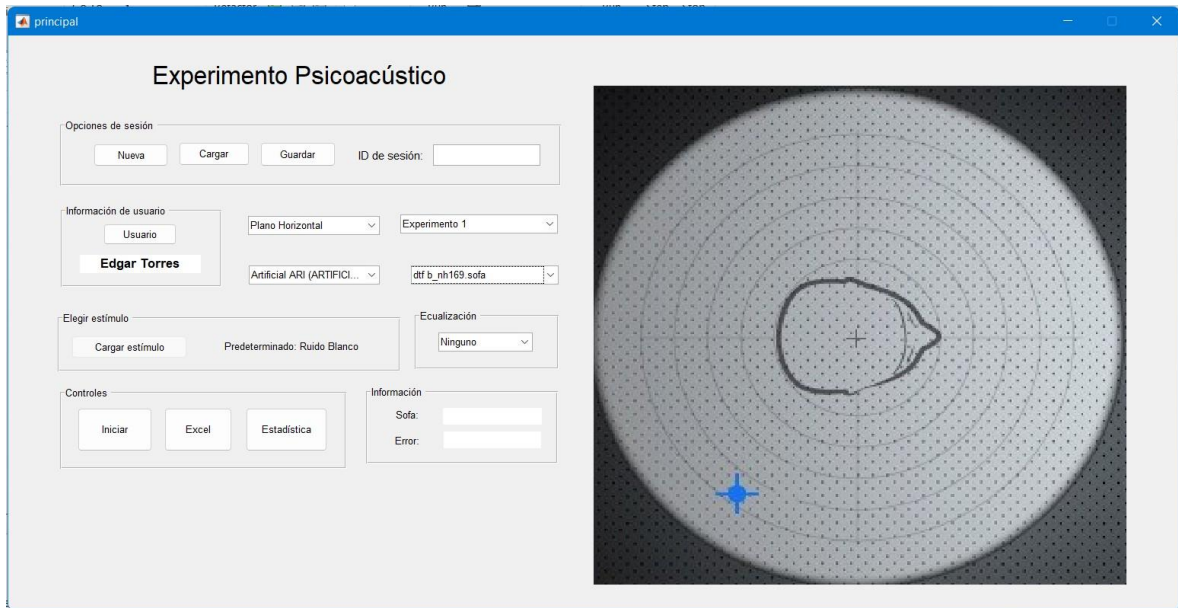 principal
Experimento Psicoacústico
Opciones de sesión
Nueva
Cargar
Guardar
ID de sesión:
Información de usuario
Usuario
Edgar Torres
Plano Horizontal
Experimento 1
Artificial ARI (ARTIFICI...
dtf b_nh169.sofa
Elegir estímulo
Cargar estímulo
Predeterminado: Ruido Blanco
Ecualización
Ninguno
Controles
Iniciar
Excel
Estadística
Información
Sofa:
Error: